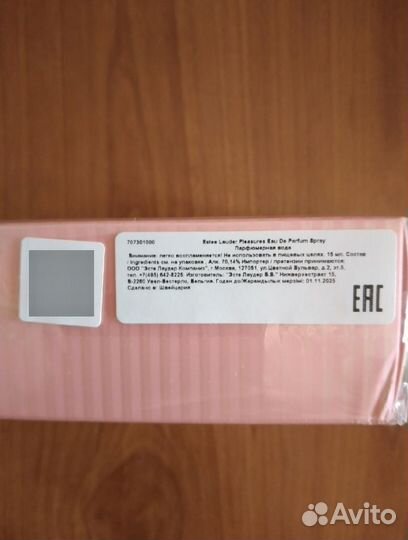 707301000 Estee Lauder Pleasures Eau De Parfum Spray
Парфюмерная вода
Внимание: легко воспламеняется! Не использовать в пищевых целях. 15 мл. Состав
/ Ingredients см. на упаковке. Алк. 70,14% Импортер / претензии принимаются:
ООО "Эсте Лаудер Компаниз", г.Москва, 127051, ул.Цветной Бульвар, д.2, эт.5,
тел. +7(495) 642-8225. Изготовитель: "Эсте Лаудер Б.В." Нийверхейстраат 15,
В-2260 Увел-Вестерло, Бельгия. Годен до/Жарамдылық мерзімі: 01.11.2025
Сделано в: Швейцария
EAC
Avito